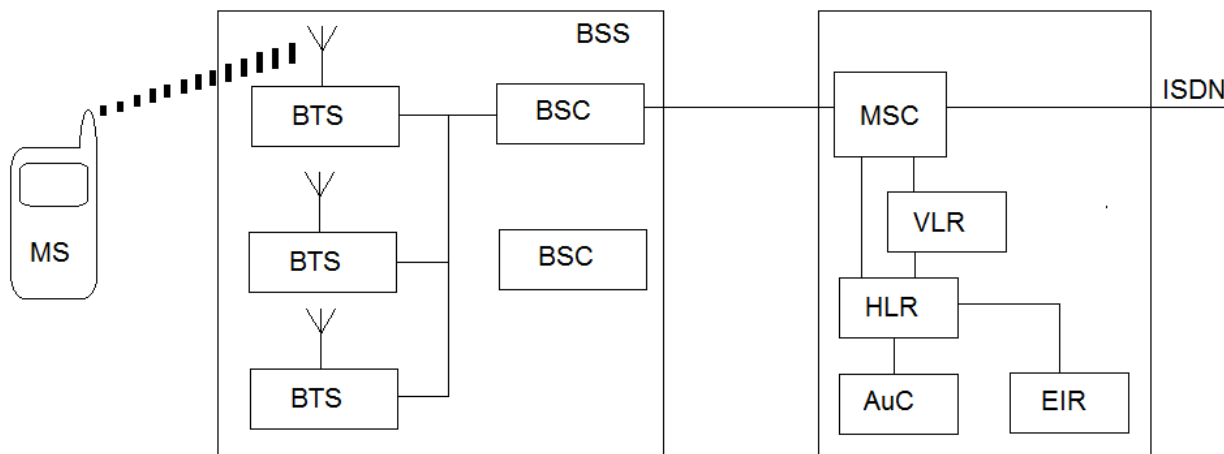 BSS
BTS
BSC
MSC
ISDN
MS
BTS
BSC
VLR
HLR
BTS
AuC
EIR